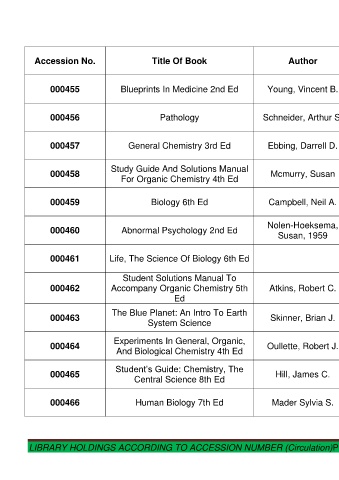 Accession No. Title Of Book Author
000455 Blueprints In Medicine 2nd Ed Young, Vincent B.
000456 Pathology Schneider, Arthur S
000457 General Chemistry 3rd Ed Ebbing, Darrell D.
000458 Study Guide And Solutions Manual
For Organic Chemistry 4th Ed Mcmurry, Susan
000459 Biology 6th Ed Campbell, Neil A.
000460 Abnormal Psychology 2nd Ed Nolen-Hoeksema,
Susan, 1959
000461 Life, The Science Of Biology 6th Ed
000462 Student Solutions Manual To
Accompany Organic Chemistry 5th
Ed Atkins, Robert C.
000463 The Blue Planet: An Intro To Earth
System Science Skinner, Brian J.
000464 Experiments In General, Organic,
And Biological Chemistry 4th Ed Oullette, Robert J.
000465 Student's Guide: Chemistry, The
Central Science 8th Ed Hill, James C.
000466 Human Biology 7th Ed Mader Sylvia S.
LIBRARY HOLDINGS ACCORDING TO ACCESSION NUMBER (Circulation)P